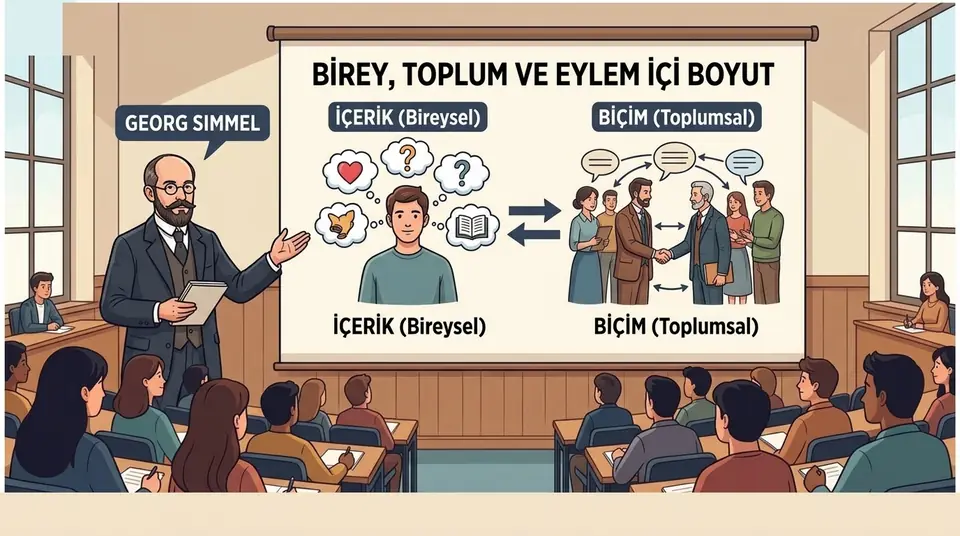 BİREY, TOPLUM VE EYLEM İÇİ BOYUT
GEORG SIMMEL
İÇERİK (Bireysel)
BİÇİM (Toplumsal)
İÇERİK (Bireysel)
BİÇİM (Toplumsal)